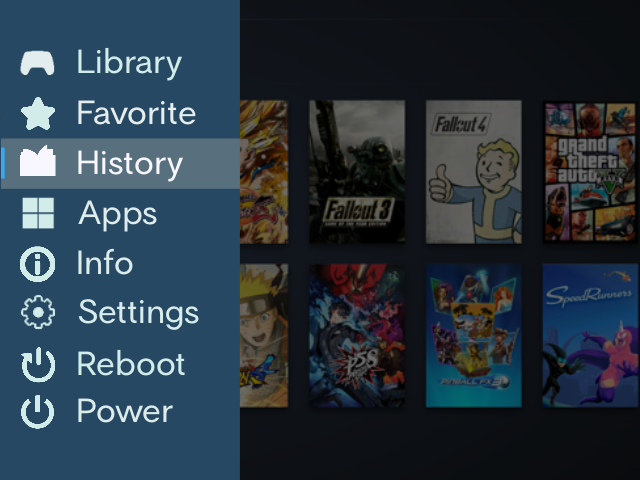 Library
Favorite
History
Apps
Info
Settings
Reboot
Power
Fallout 3
GAME OF THE YEAR EDITION
Fallout 4
grand
theft
auto V
P5S
PINBALL FX3
SpeedRunners